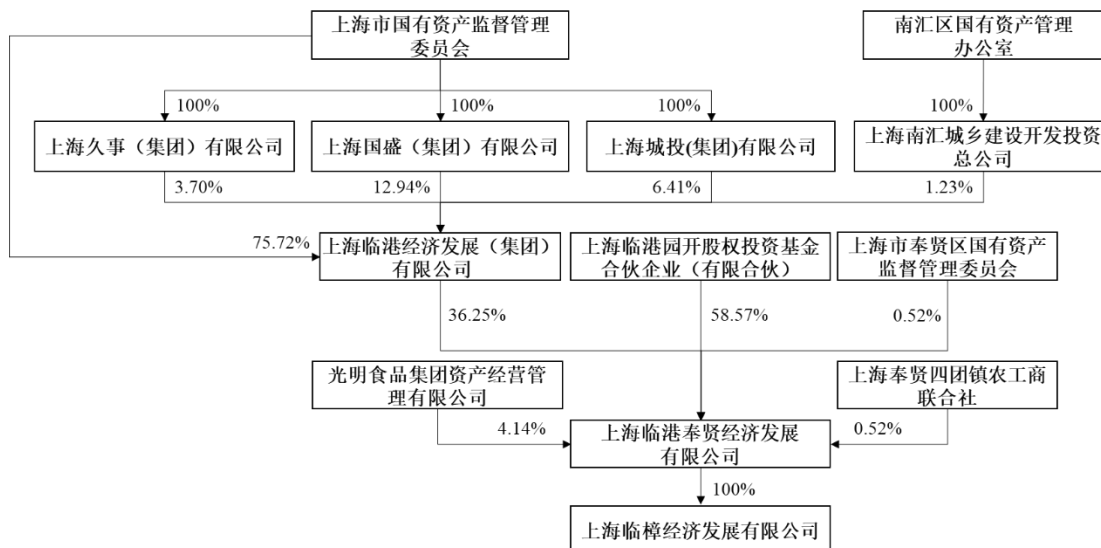 上海市国有资产监督管理
委员会
南汇区国有资产管理
办公室
100%
100%
100%
100%
上海久事（集团）有限公司
上海国盛（集团）有限公司
上海城投(集团)有限公司
上海南汇城乡建设开发投资
总公司
3.70%
12.94%
6.41%
1.23%
75.72%
上海临港经济发展（集团）
有限公司
上海临港园开股权投资基金
合伙企业（有限合伙）
上海市奉贤区国有资产
监督管理委员会
36.25%
58.57%
0.52%
光明食品集团资产经营管
理有限公司
上海奉贤四团镇农工商
联合社
4.14%
上海临港奉贤经济发展
有限公司
0.52%
100%
上海临樟经济发展有限公司